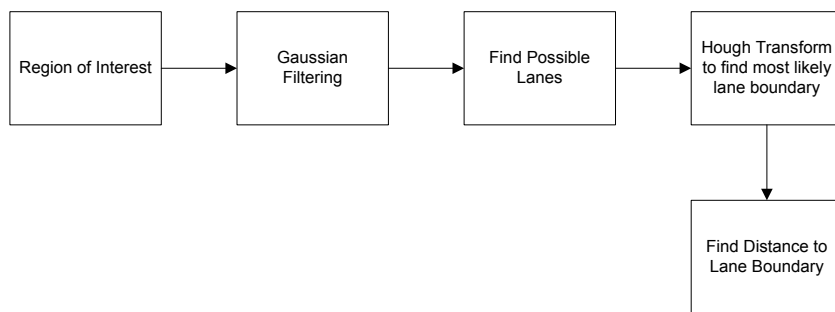 Region of Interest
Gaussian
Filtering
Find Possible
Lanes
Hough Transform
to find most likely
lane boundary
Find Distance to
Lane Boundary